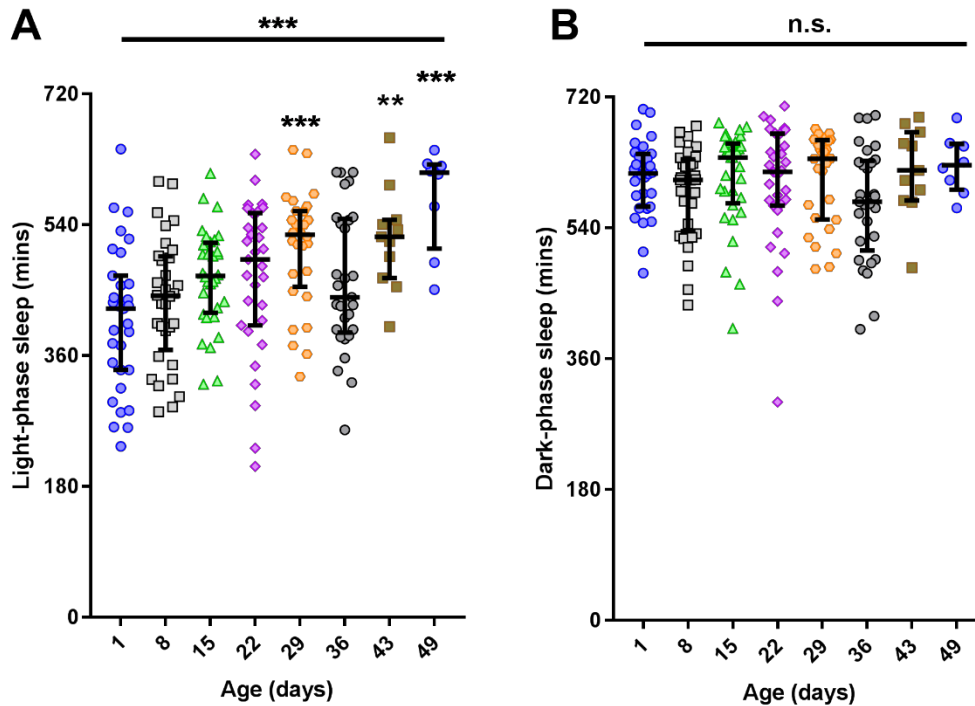 A
***
***
**
***
720
540
360
180
0
Light-phase sleep (mins)
1 8 15 22 29 36 43 49
Age (days)
B
n.s.
720
540
360
180
0
Dark-phase sleep (mins)
1 8 15 22 29 36 43 49
Age (days)